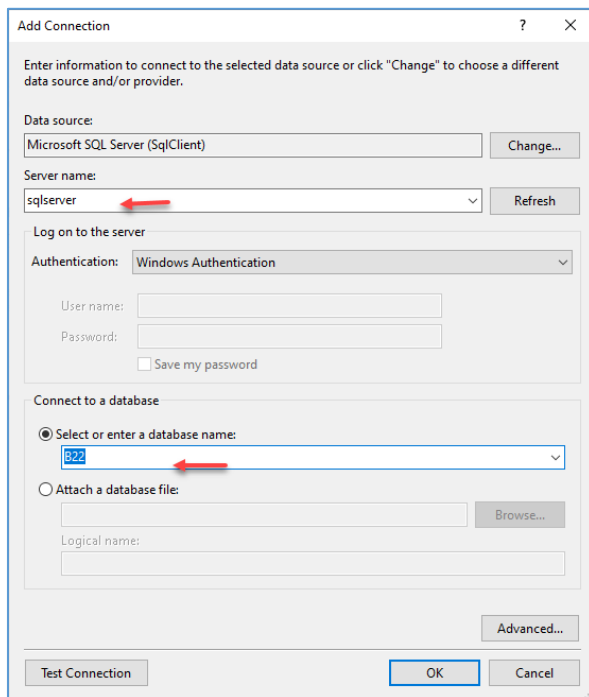 Add Connection
? ×
Enter information to connect to the selected data source or click "Change" to choose a different
data source and/or provider.
Data source:
Microsoft SQL Server (SqlClient)
Change...
Server name:
sqlserver
Refresh
Log on to the server
Authentication:
Windows Authentication
User name:
Password:
Save my password
Connect to a database
Select or enter a database name:
B22
Attach a database file:
Browse...
Logical name:
Advanced...
Test Connection
OK
Cancel